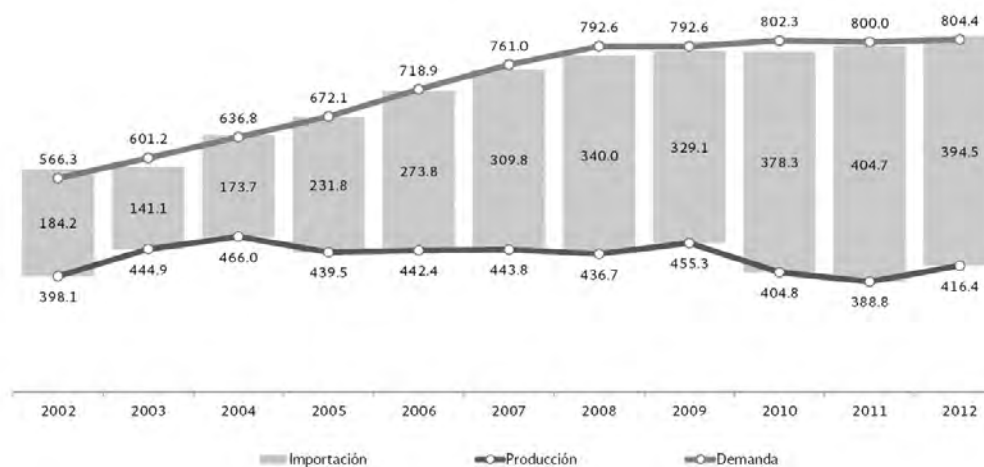 566.3 601.2 636.8 672.1 718.9 761.0 792.6 792.6 802.3 800.0 804.4
184.2 141.1 173.7 231.8 273.8 309.8 340.0 329.1 378.3 404.7 394.5
398.1 444.9 466.0 439.5 442.4 443.8 436.7 455.3 404.8 388.8 416.4
2002 2003 2004 2005 2006 2007 2008 2009 2010 2011 2012
Importación Producción Demanda